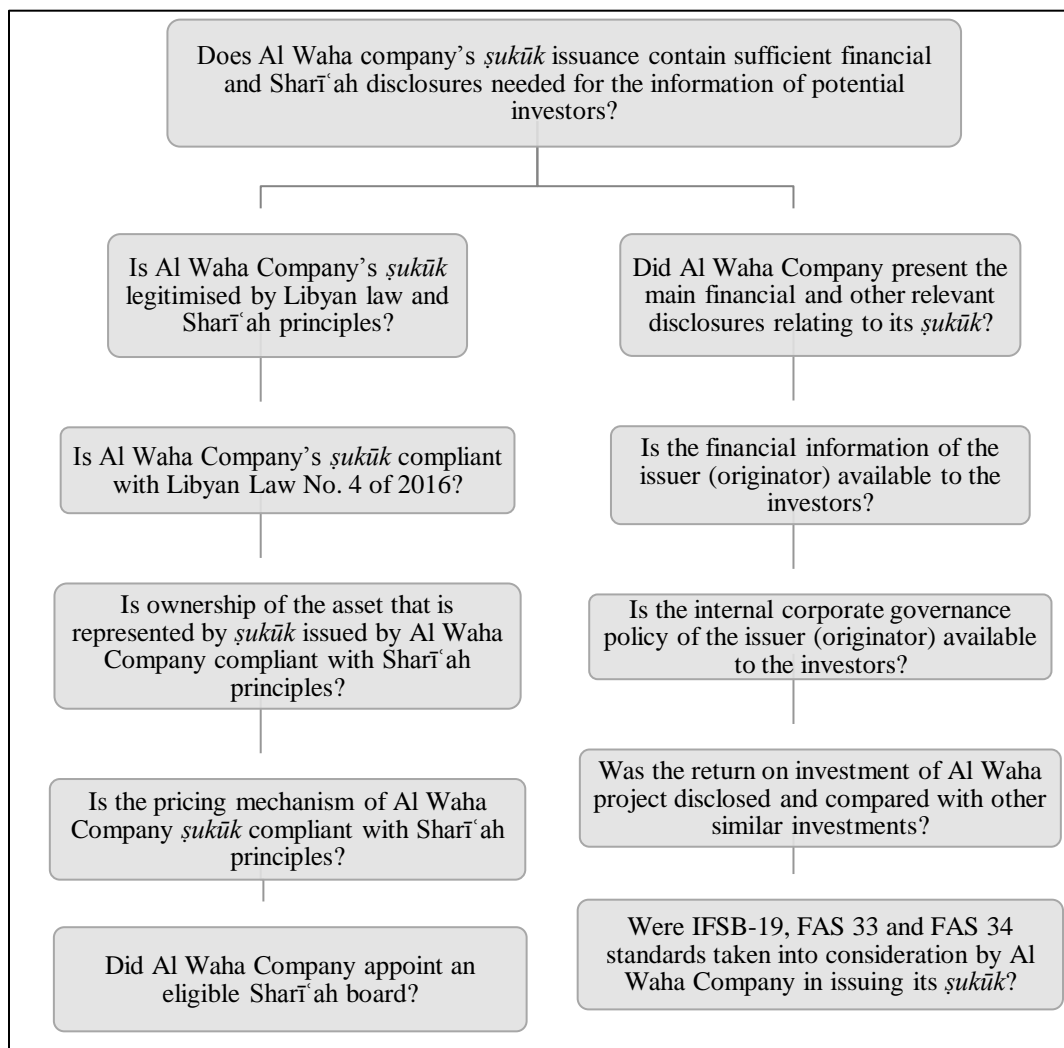 Does Al Waha company’s ṣukūk issuance contain sufficient financial
and Sharīʿah disclosures needed for the information of potential
investors?
Is Al Waha Company’s ṣukūk
legitimised by Libyan law and
Sharīʿah principles?
Is Al Waha Company’s ṣukūk compliant
with Libyan Law No. 4 of 2016?
Is ownership of the asset that is
represented by ṣukūk issued by Al Waha
Company compliant with Sharīʿah
principles?
Is the pricing mechanism of Al Waha
Company ṣukūk compliant with Sharīʿah
principles?
Did Al Waha Company appoint an
eligible Sharīʿah board?
Did Al Waha Company present the
main financial and other relevant
disclosures relating to its ṣukūk?
Is the financial information of the
issuer (originator) available to the
investors?
Is the internal corporate governance
policy of the issuer (originator) available
to the investors?
Was the return on investment of Al Waha
project disclosed and compared with other
similar investments?
Were IFSB-19, FAS 33 and FAS 34
standards taken into consideration by Al
Waha Company in issuing its ṣukūk?